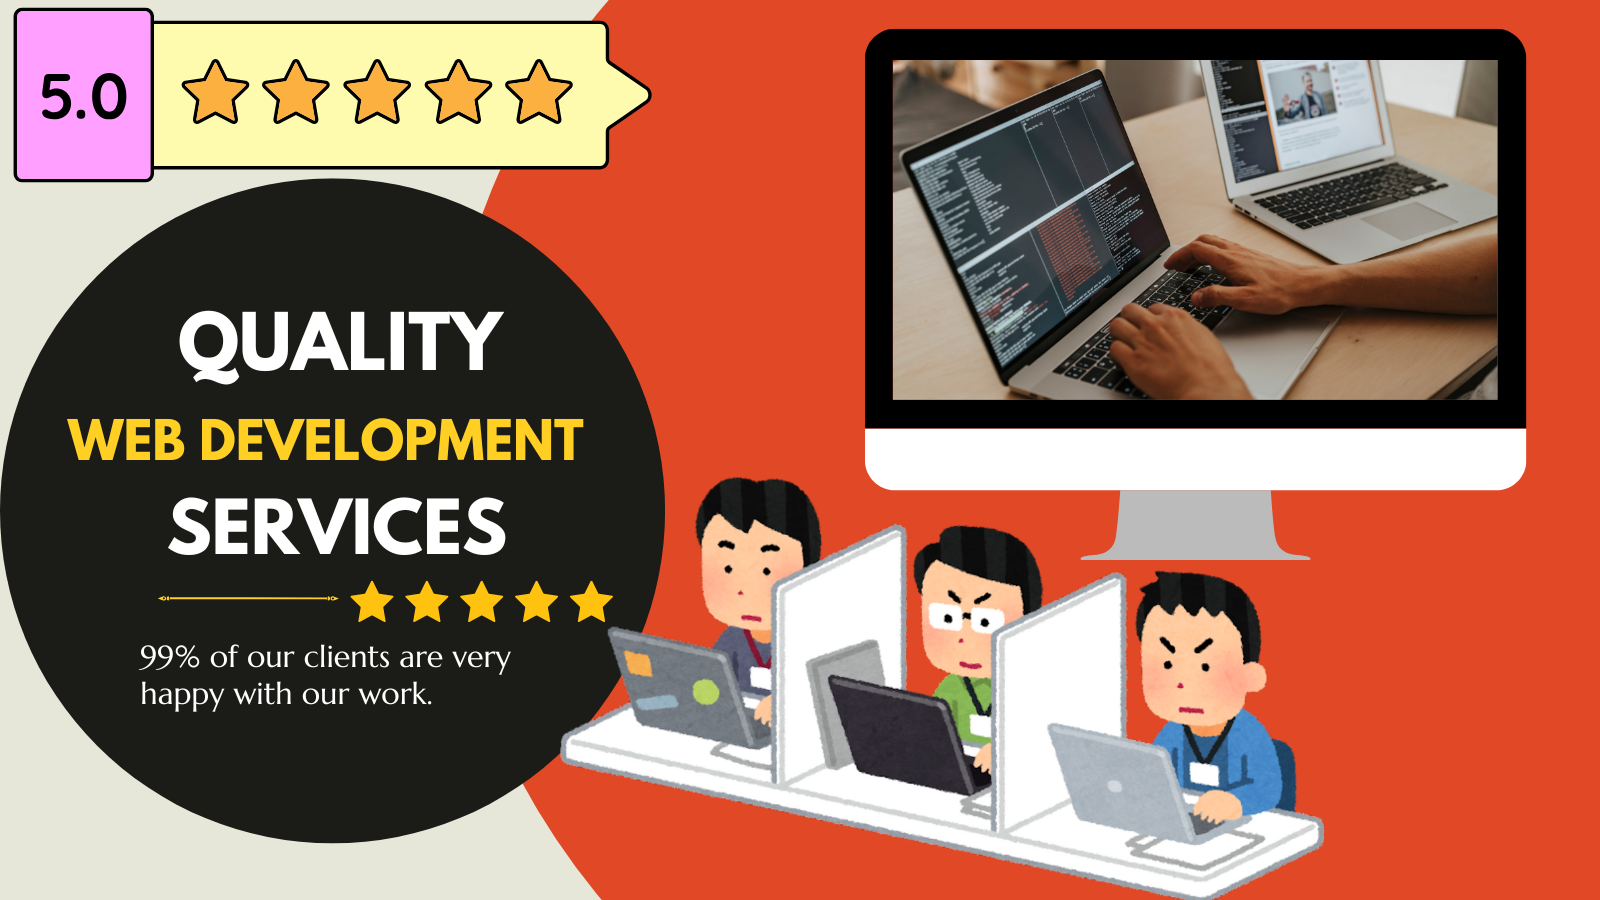 5.0
QUALITY
WEB DEVELOPMENT
SERVICES
99% of our clients are very
happy with our work.